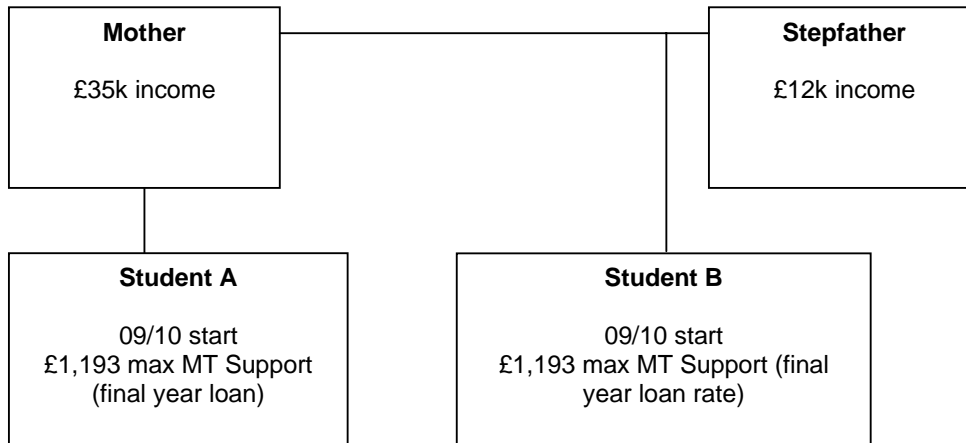 Mother
£35k income
Stepfather
£12k income
Student A
09/10 start
£1,193 max MT Support
(final year loan)
Student B
09/10 start
£1,193 max MT Support (final
year loan rate)